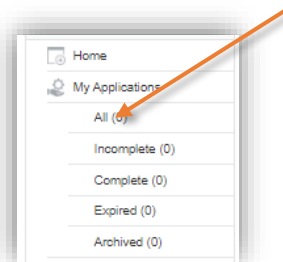 Home
My Applications
All (0)
Incomplete (0)
Complete (0)
Expired (0)
Archived (0)